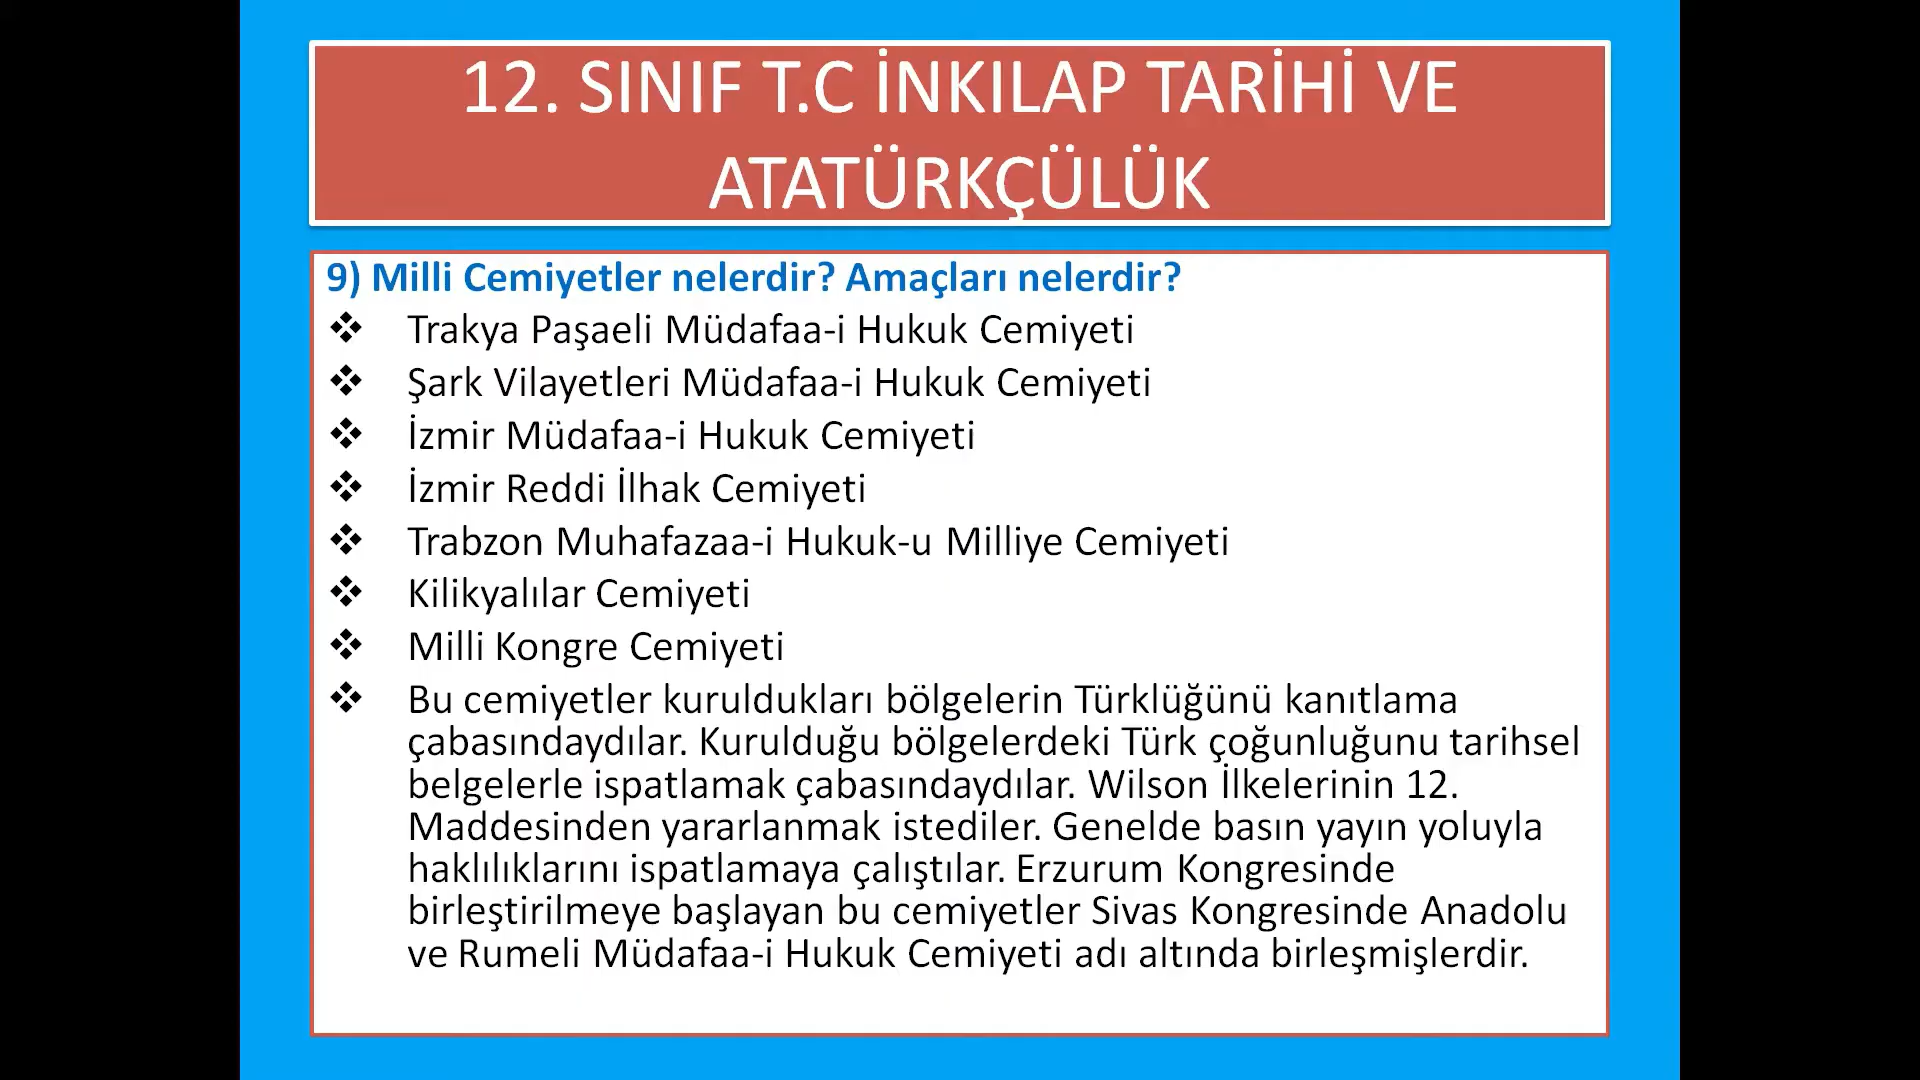 12. SINIF T.C İNKILAP TARİHİ VE
ATATÜRKÇÜLÜK
9) Milli Cemiyetler nelerdir? Amaçları nelerdir?
❖ Trakya Paşaeli Müdafaa-i Hukuk Cemiyeti
❖ Şark Vilayetleri Müdafaa-i Hukuk Cemiyeti
❖ İzmir Müdafaa-i Hukuk Cemiyeti
❖ İzmir Reddi İlhak Cemiyeti
❖ Trabzon Muhafazaa-i Hukuk-u Milliye Cemiyeti
❖ Kilikyalılar Cemiyeti
❖ Milli Kongre Cemiyeti
❖ Bu cemiyetler kuruldukları bölgelerin Türklüğünü kanıtlama
çabasındaydılar. Kurulduğu bölgelerdeki Türk çoğunluğunu tarihsel
belgelerle ispatlamak çabasındaydılar. Wilson İlkelerinin 12.
Maddesinden yararlanmak istediler. Genelde basın yayın yoluyla
haklılıklarını ispatlamaya çalıştılar. Erzurum Kongresinde
birleştirilmeye başlayan bu cemiyetler Sivas Kongresinde Anadolu
ve Rumeli Müdafaa-i Hukuk Cemiyeti adı altında birleşmişlerdir.